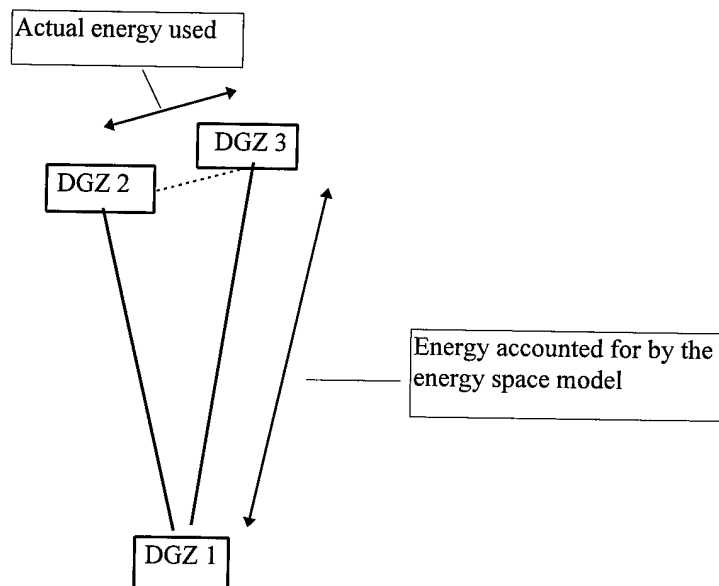 Actual energy used
DGZ 3
DGZ 2
Energy accounted for by the
energy space model
DGZ 1